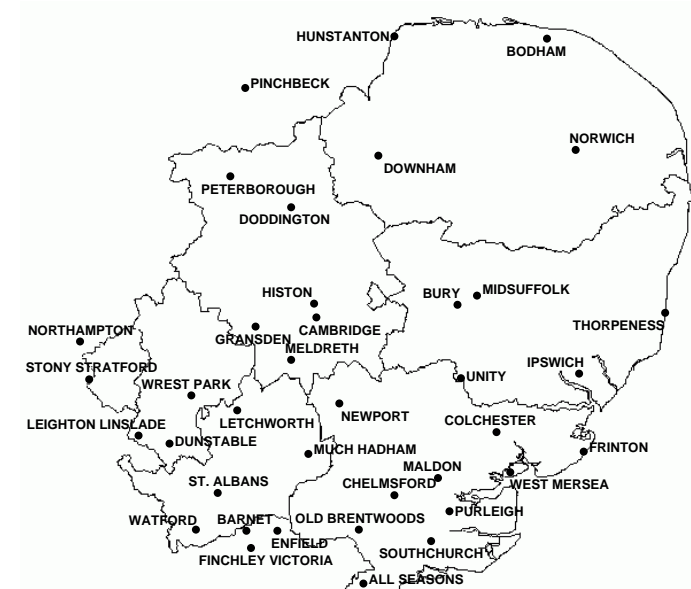 HUNSTANTON
BODHAM
PINCHBECK
NORWICH
DOWNHAM
PETERBOROUGH
DODDINGTON
HISTON
BURY
MIDSUFFOLK
CAMBRIDGE
THORPENESS
NORTHAMPTON
GRANSDEN
MELDRETH
STONY STRATFORD
IPSWICH
UNITY
WREST PARK
LETCHWORTH
NEWPORT
COLCHESTER
LEIGHTON LINSLADE
DUNSTABLE
MUCH HADHAM
FRINTON
MALDON
WEST MERSEA
ST. ALBANS
CHELMSFORD
PURLEIGH
WATFORD
BARNET
OLD BRENTWOODS
ENFIELD
SOUTHCHURCH
FINCHLEY VICTORIA
ALL SEASONS